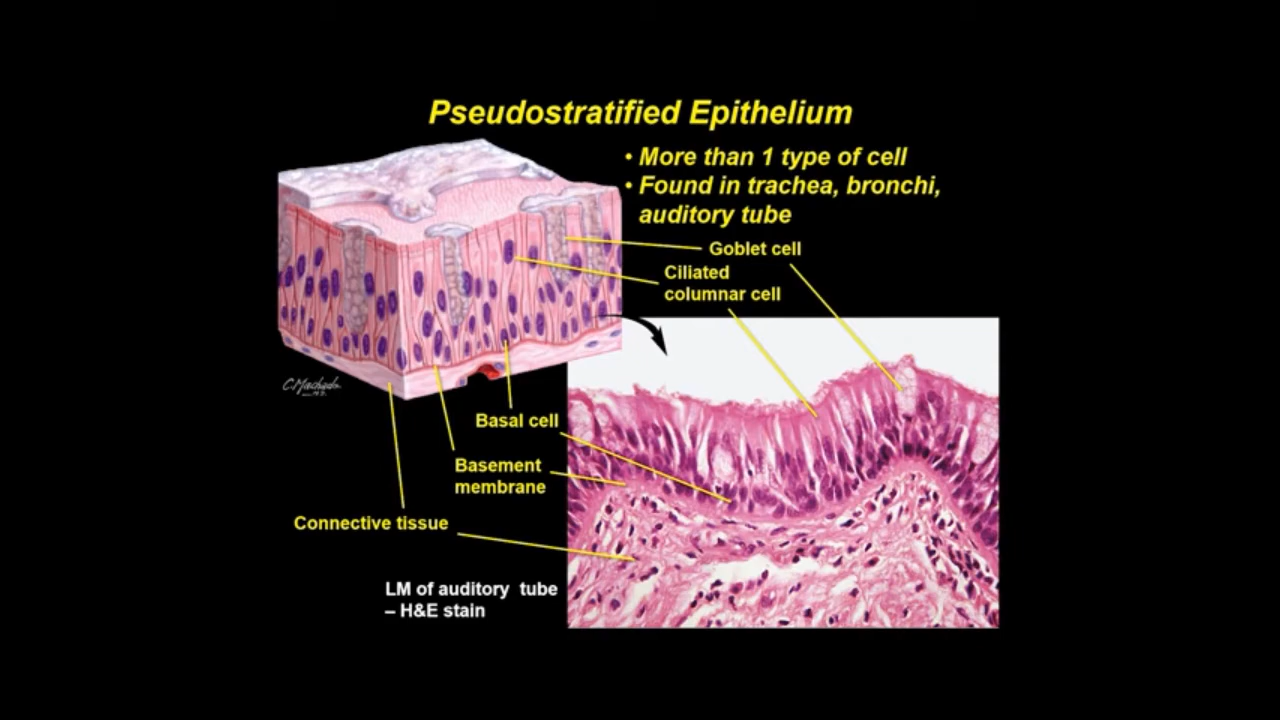 Pseudostratified Epithelium
• More than 1 type of cell
• Found in trachea, bronchi,
auditory tube
Goblet cell
Ciliated
columnar cell
C. Machado
M.D.
Basal cell
Basement
membrane
Connective tissue
LM of auditory tube
– H&E stain